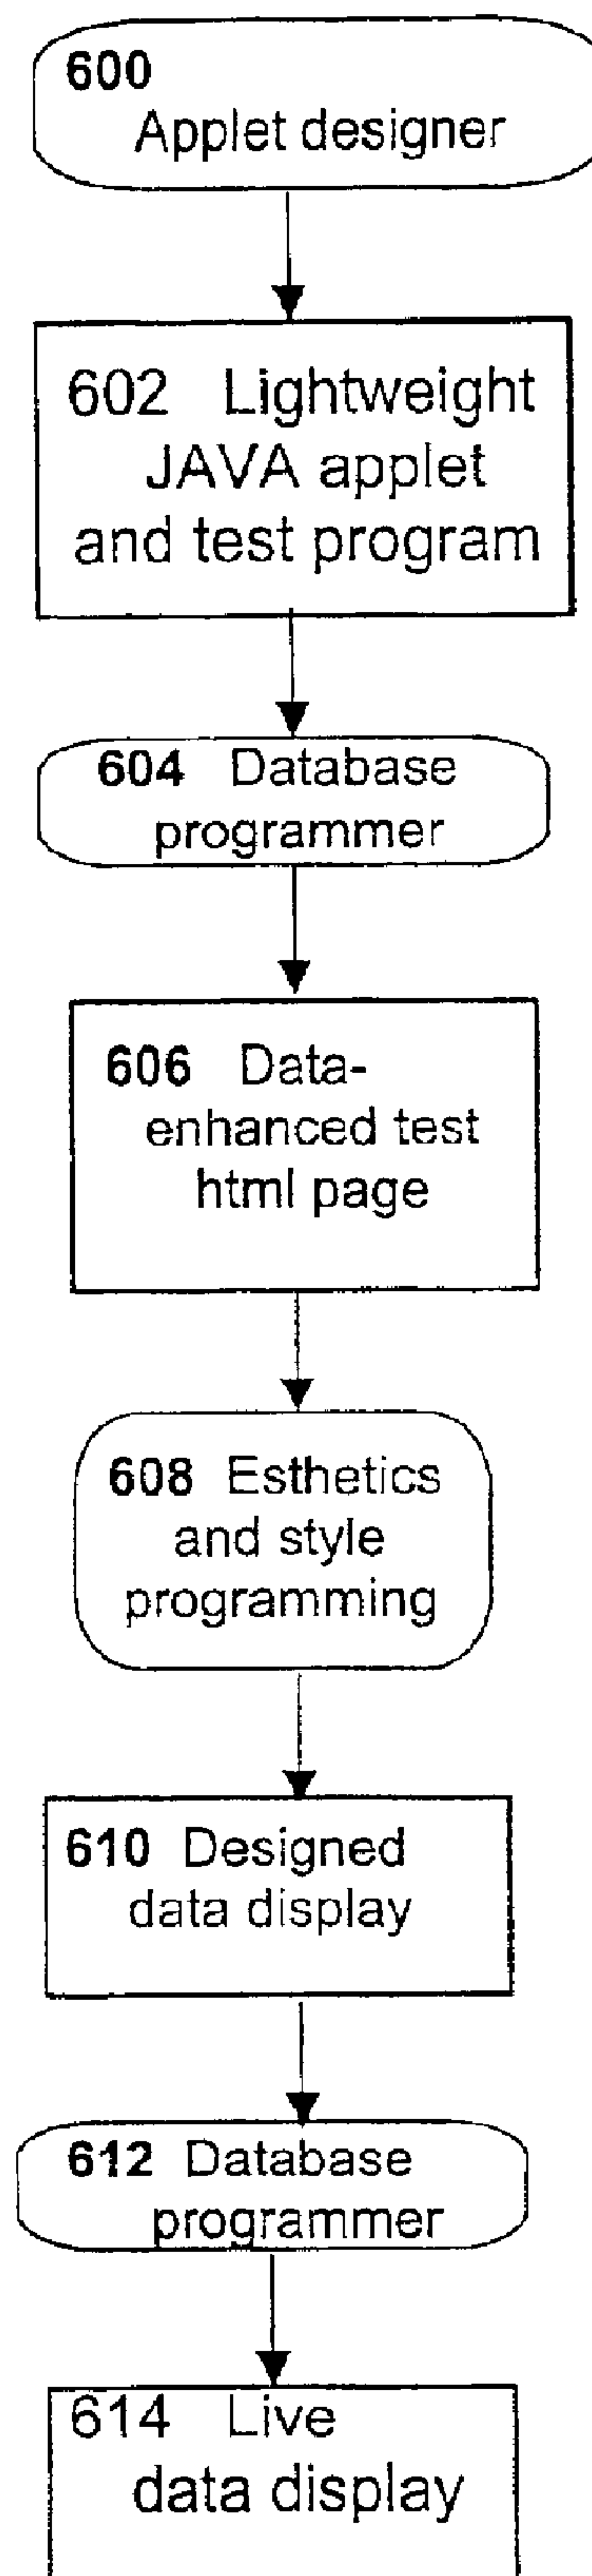 600
Applet designer
602 Lightweight
JAVA applet
and test program
604 Database
programmer
606 Data-
enhanced test
html page
608 Esthetics
and style
programming
610 Designed
data display
612 Database
programmer
614 Live
data display